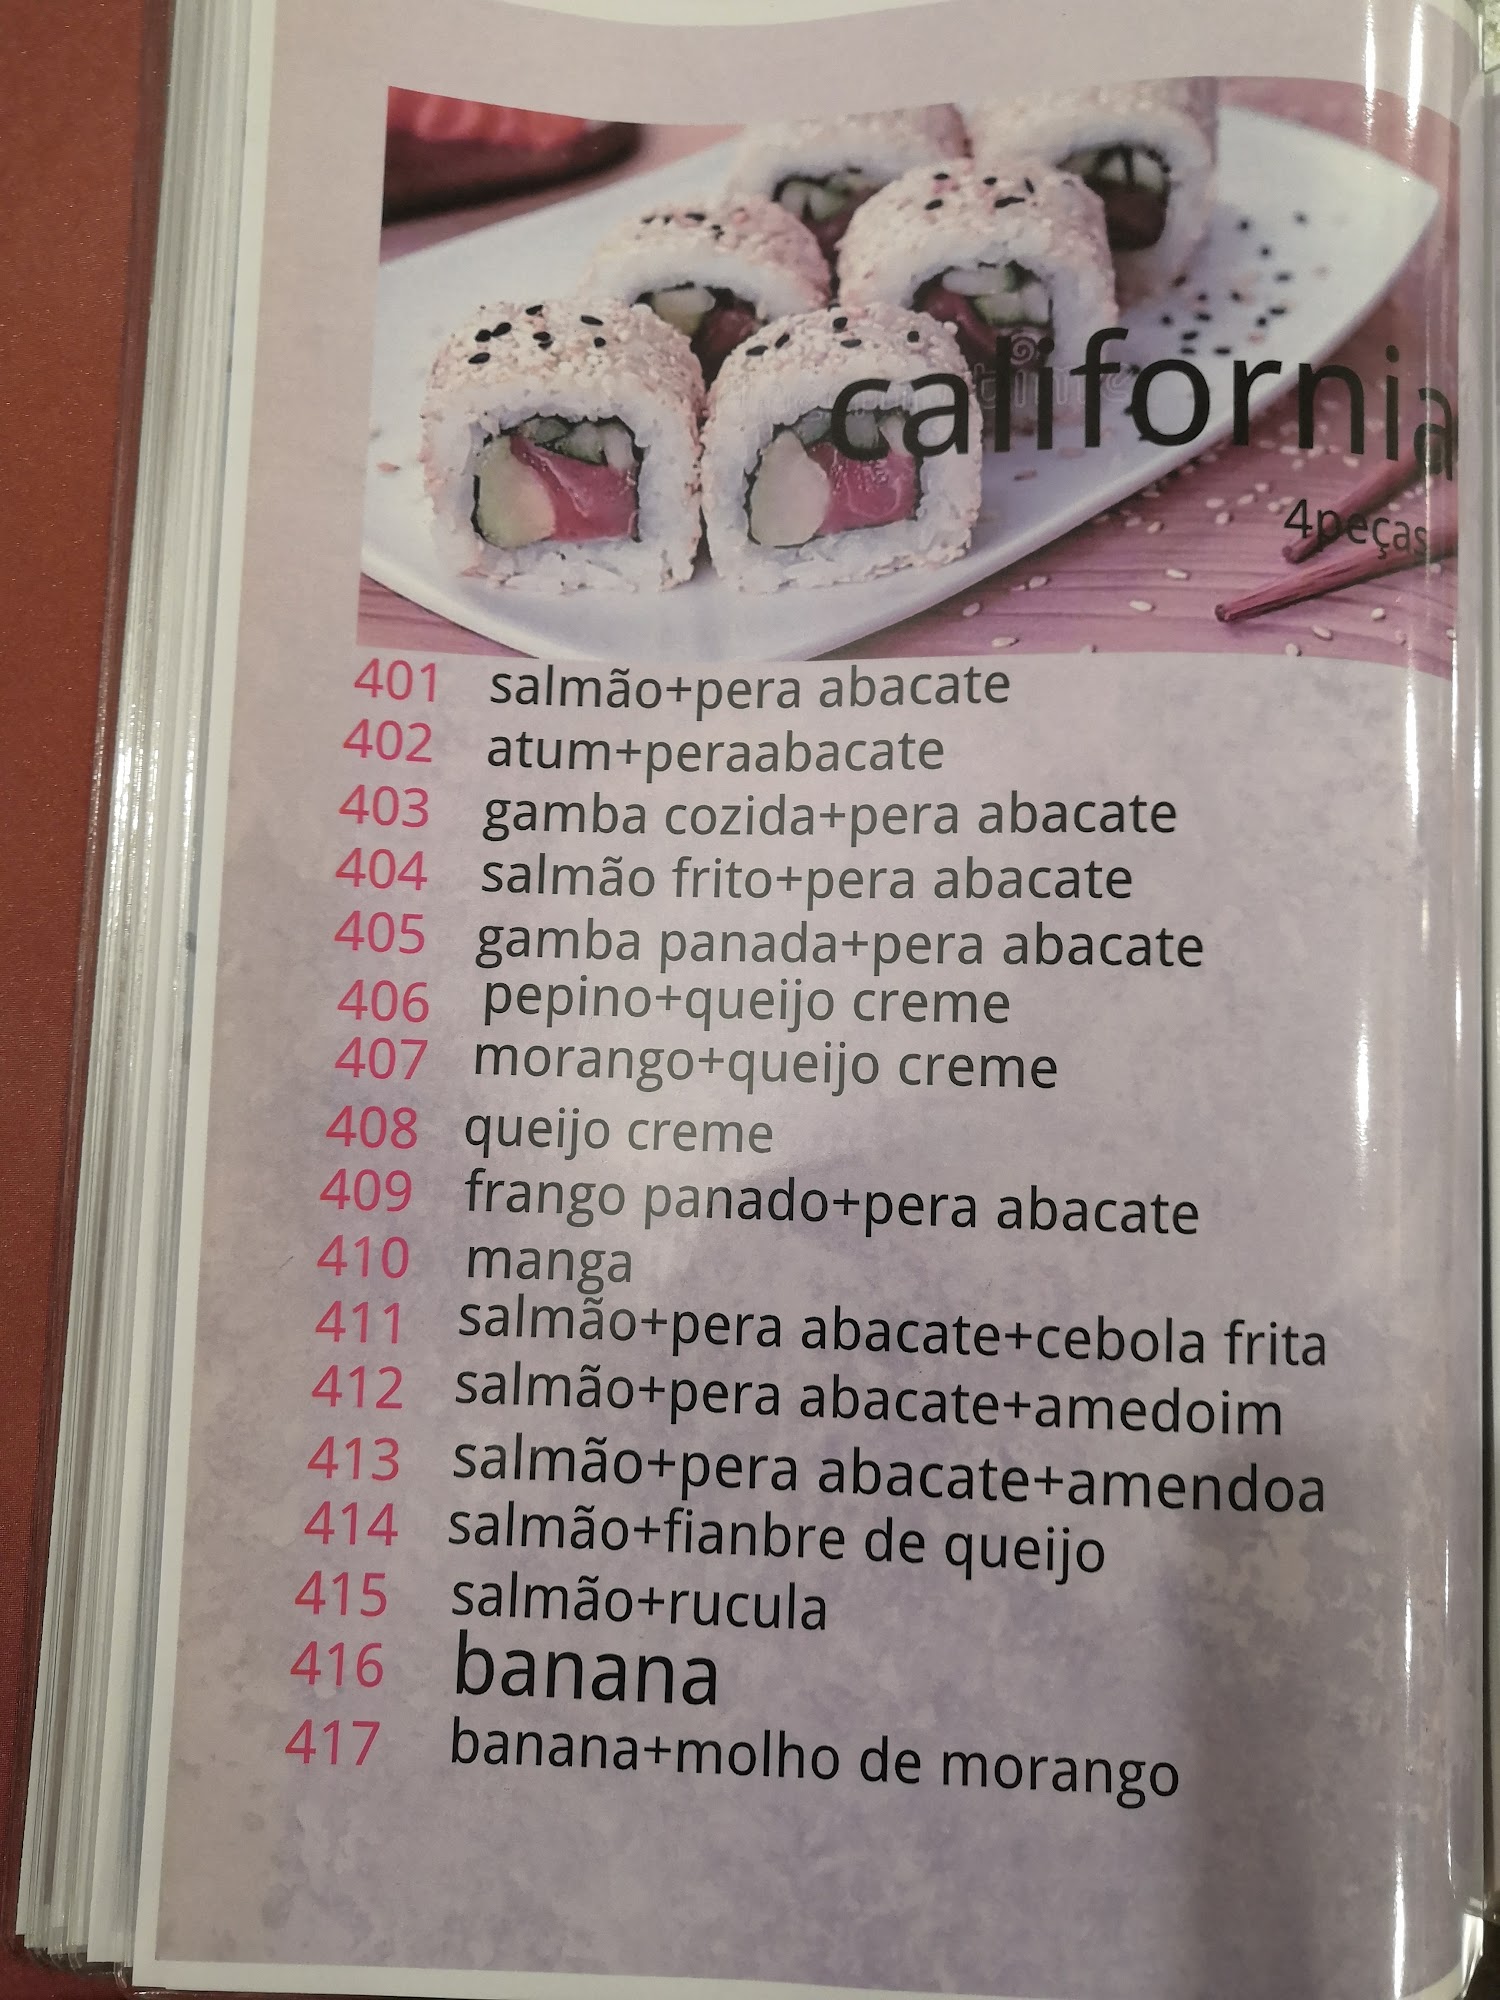 california
4peças
401 salmão+pera abacate
402 atum+peraabacate
403 gamba cozida+pera abacate
404 salmão frito+pera abacate
405 gamba panada+pera abacate
406 pepino+queijo creme
407 morango+queijo creme
408 queijo creme
409 frango panado+pera abacate
410 manga
411 salmão+pera abacate+cebola frita
412 salmão+pera abacate+amedoim
413 salmão+pera abacate+amendoa
414 salmão+fianbre de queijo
415 salmão+rucula
416 banana
417 banana+molho de morango